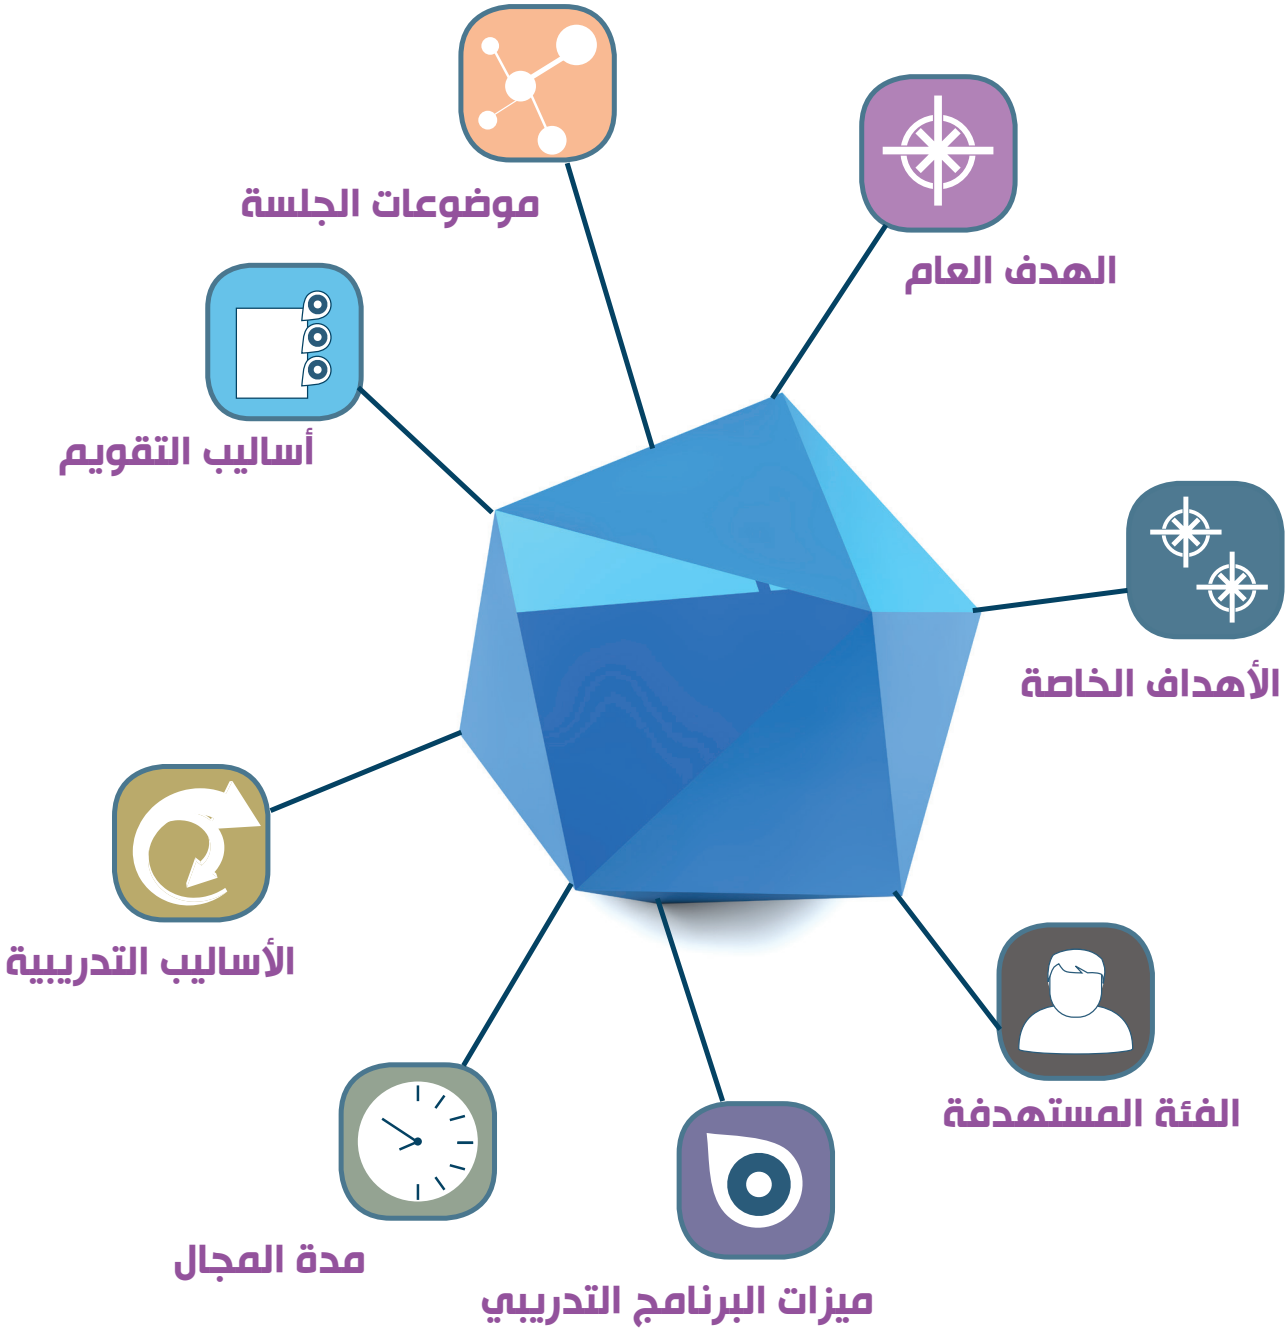 موضوعات الجلسة
الهدف العام
أساليب التقويم
الأهداف الخاصة
الأساليب التدريبية
الفئة المستهدفة
مدة المجال
ميزات البرنامج التدريبي